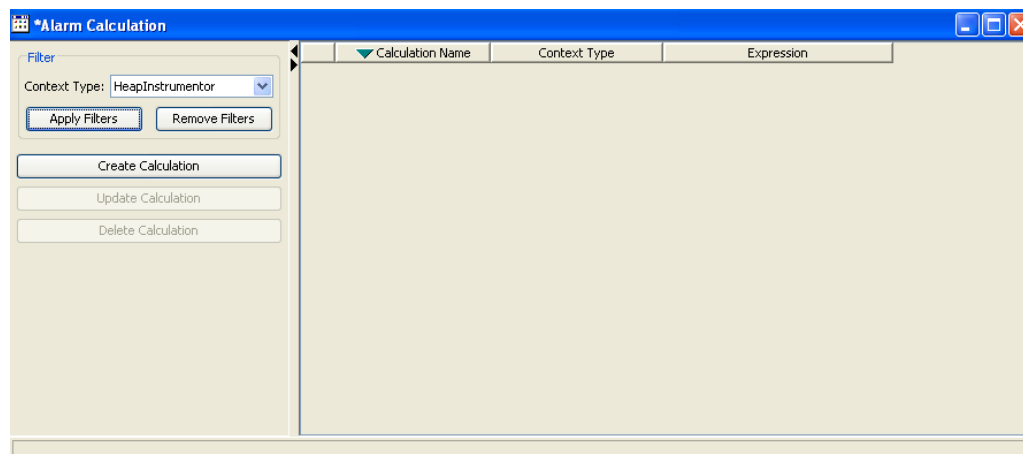 *Alarm Calculation
Filter
Context Type: HeapInstrumentor
Apply Filters Remove Filters
Create Calculation
Update Calculation
Delete Calculation
Calculation Name Context Type Expression